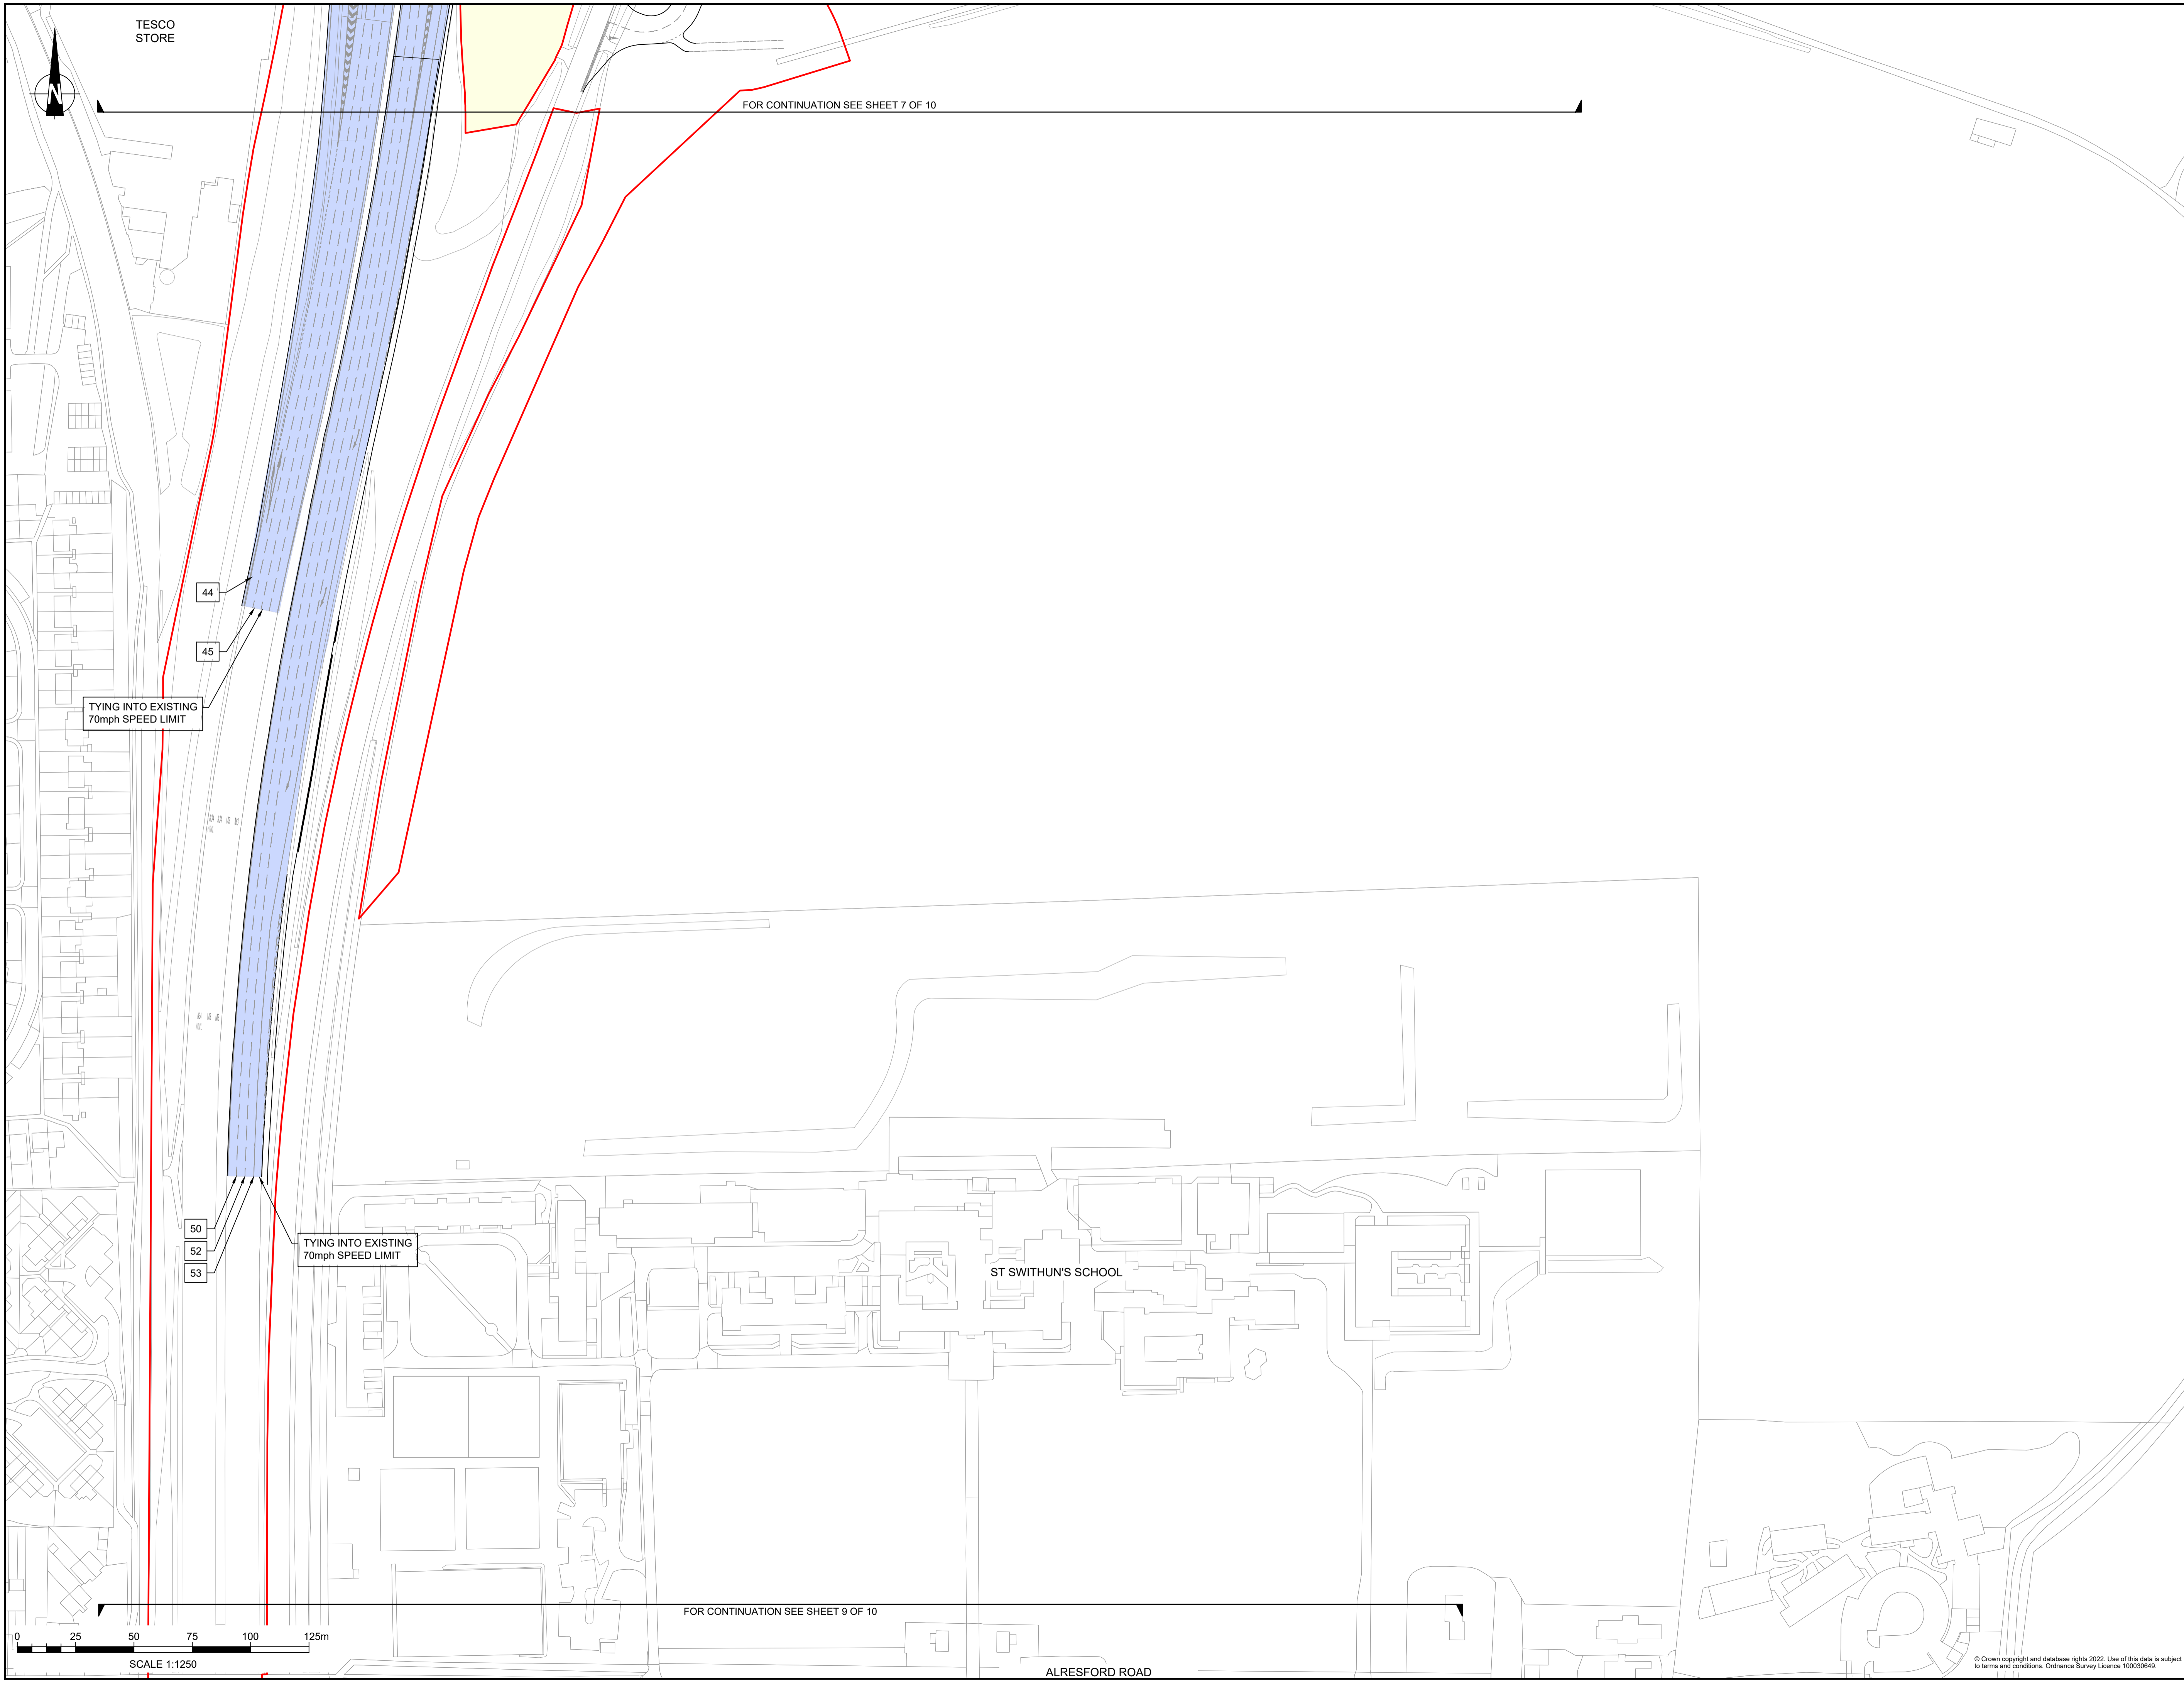 TESCO
STORE
N
FOR CONTINUATION SEE SHEET 7 OF 10
44
45
TYING INTO EXISTING
70mph SPEED LIMIT
50
52
53
TYING INTO EXISTING
70mph SPEED LIMIT
ST SWITHUN'S SCHOOL
FOR CONTINUATION SEE SHEET 9 OF 10
0 25 50 75 100 125m
SCALE 1:1250
ALRESFORD ROAD
© Crown copyright and database rights 2022. Use of this data is subject
to terms and conditions. Ordnance Survey Licence 100030649.